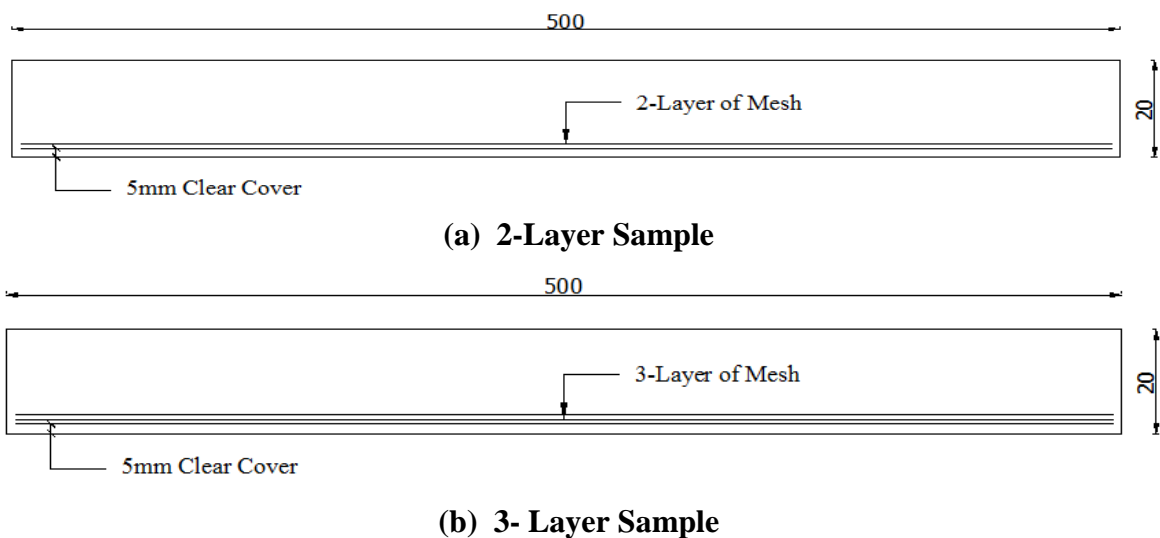 500
2-Layer of Mesh
20
5mm Clear Cover
(a) 2-Layer Sample
500
3-Layer of Mesh
20
5mm Clear Cover
(b) 3- Layer Sample